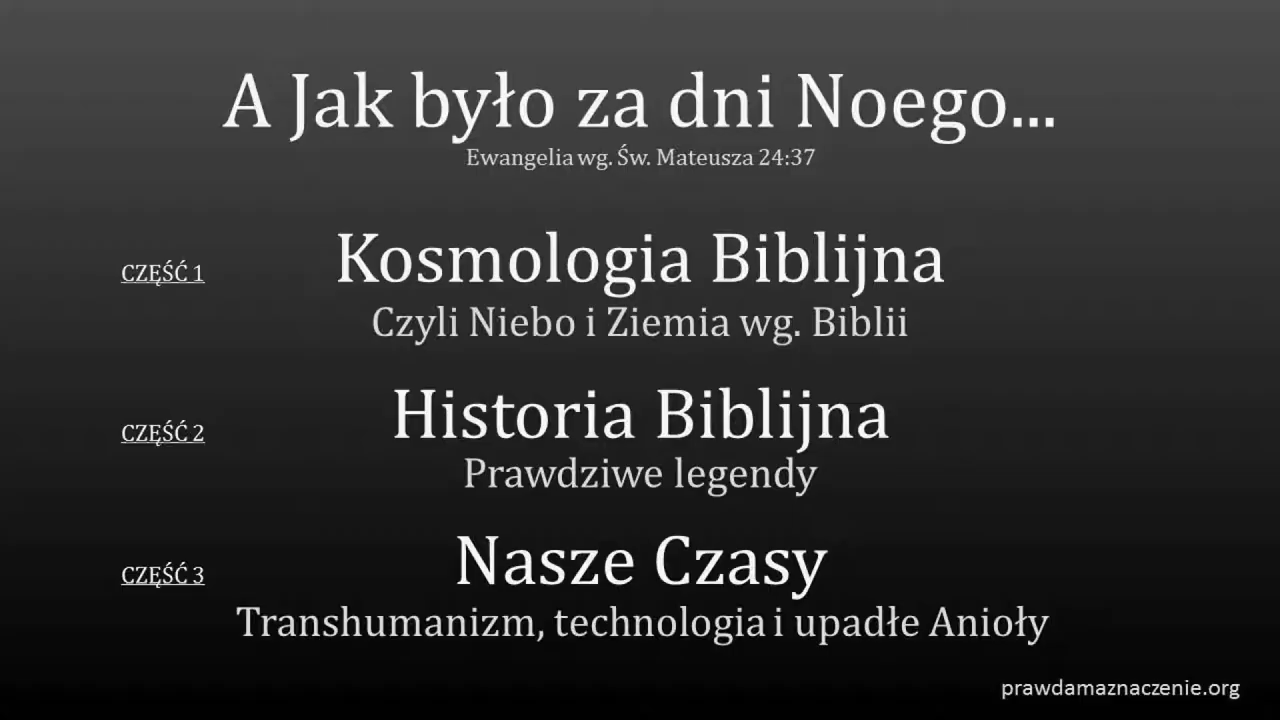 A Jak było za dni Noego...
Ewangelia wg. Św. Mateusza 24:37
CZĘŚĆ 1
Kosmologia Biblijna
Czyli Niebo i Ziemia wg. Biblii
CZĘŚĆ 2
Historia Biblijna
Prawdziwe legendy
CZĘŚĆ 3
Nasze Czasy
Transhumanizm, technologia i upadłe Anioły
prawdamaznaczenie.org